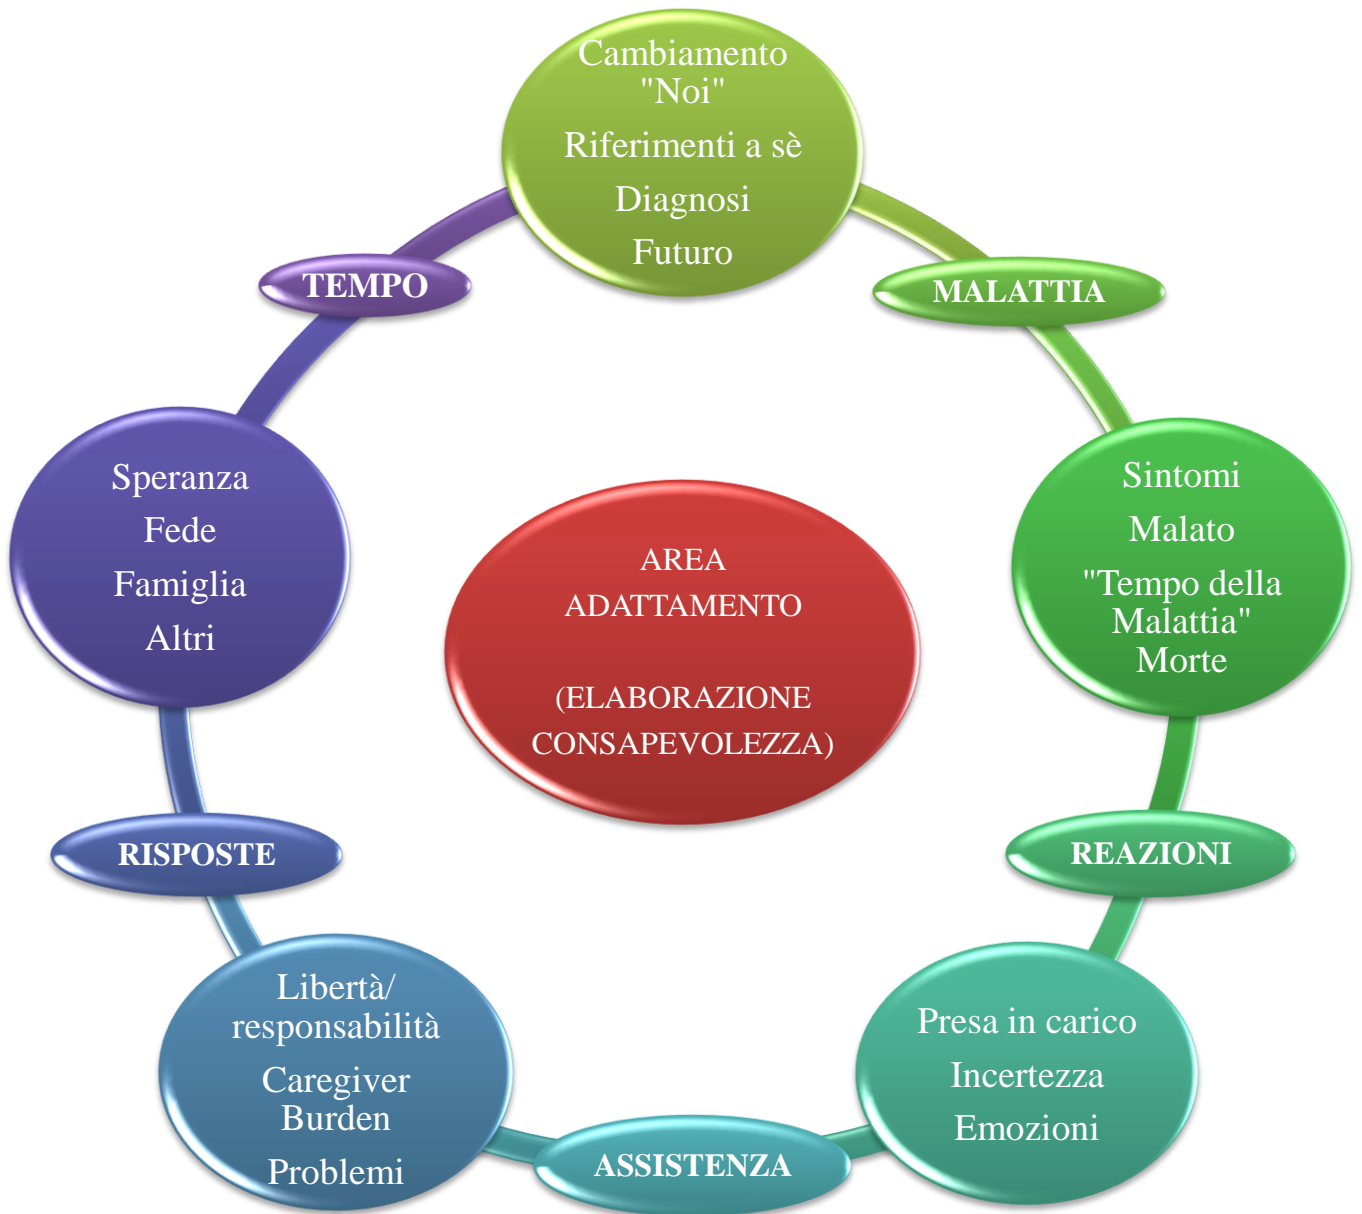 Cambiamento
"Noi"
Riferimenti a sè
Diagnosi
Futuro
MALATTIA
Sintomi
Malato
"Tempo della
Malattia"
Morte
REAZIONI
Presa in carico
Incertezza
Emozioni
ASSISTENZA
Libertà/
responsabilità
Caregiver
Burden
Problemi
RISPOSTE
Speranza
Fede
Famiglia
Altri
TEMPO
AREA
ADATTAMENTO
(ELABORAZIONE
CONSAPEVOLEZZA)